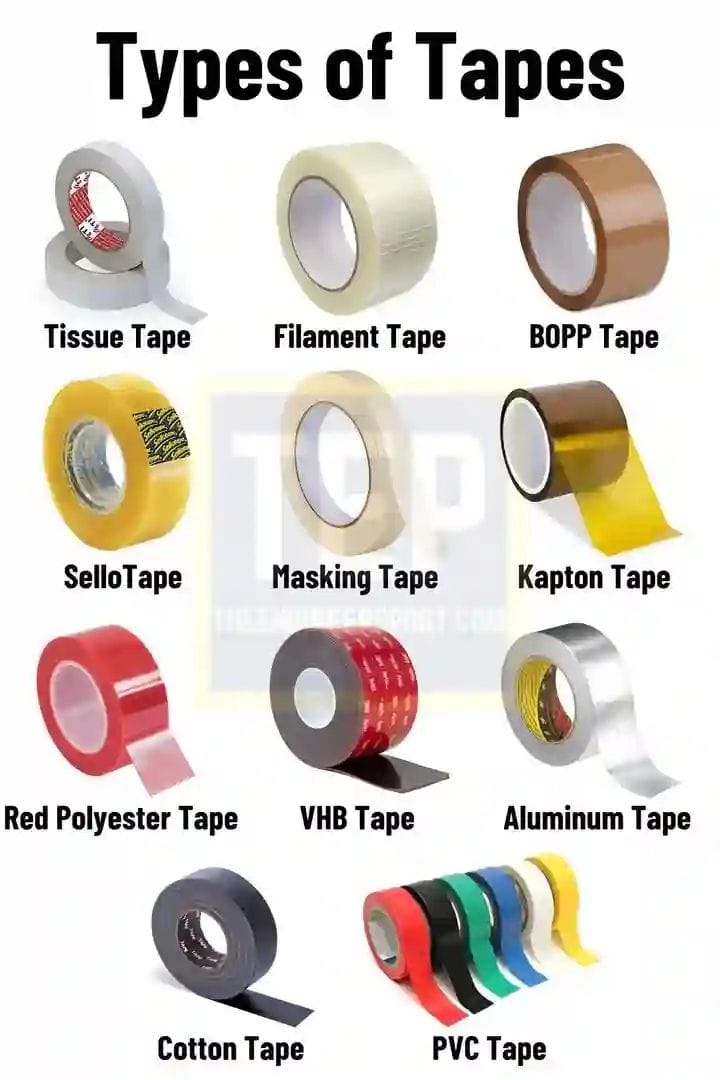 Types of Tapes
Tissue Tape
Filament Tape
BOPP Tape
SelloTape
Masking Tape
Kapton Tape
TEP
Red Polyester Tape
VHB Tape
Aluminum Tape
Cotton Tape
PVC Tape